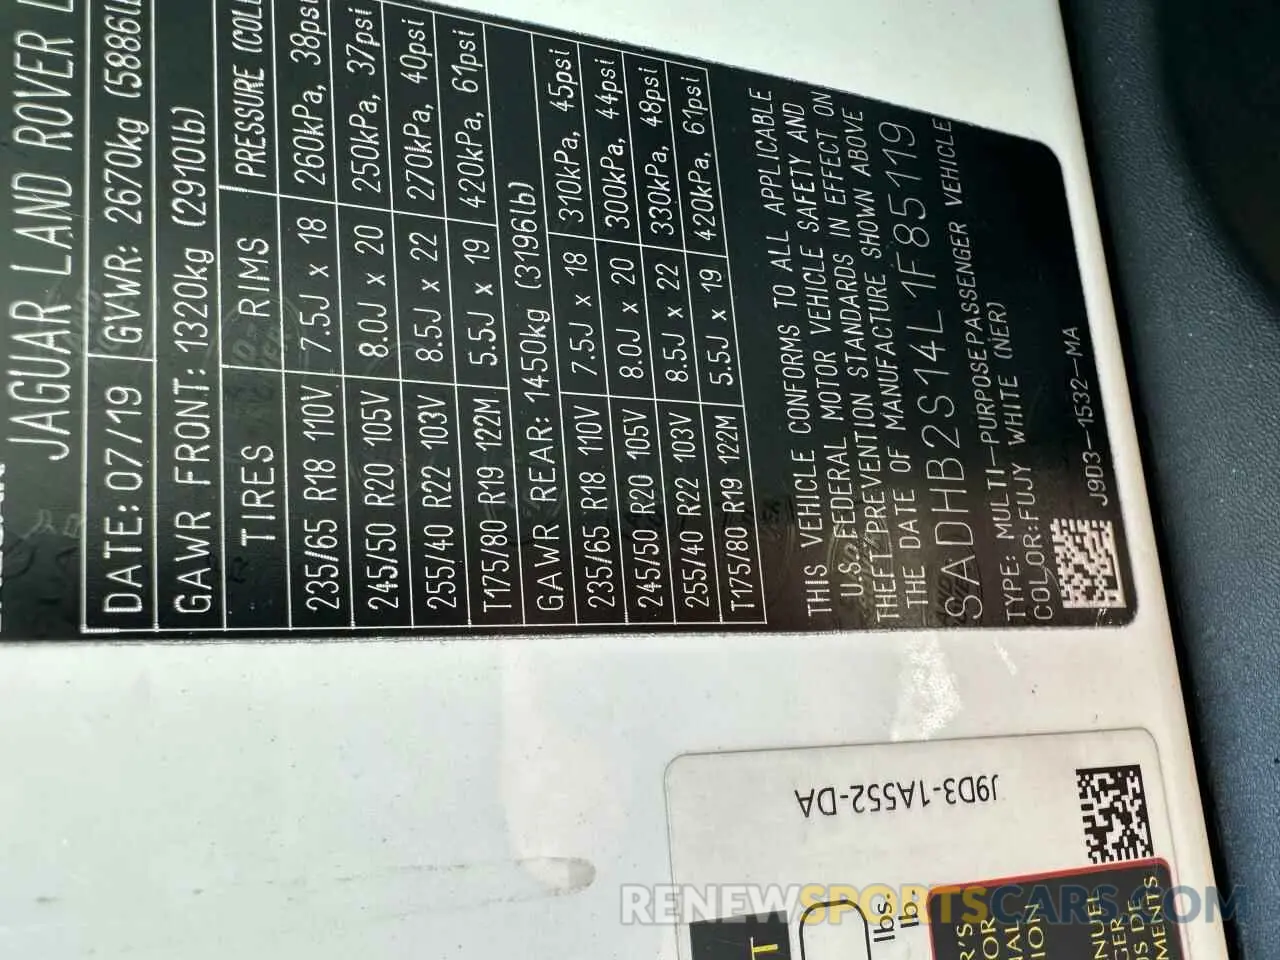 JAGUAR LAND ROVER
DATE: 07/19 GVWR: 2670kg (5886lb
GAWR FRONT: 1320kg (2910lb)
TIRES RIMS PRESSURE (COL
235/65 R18 110V 7.5J x 18 260kPa, 38psi
245/50 R20 105V 8.0J x 20 250kPa, 37psi
255/40 R22 103V 8.5J x 22 270kPa, 40psi
T175/80 R19 122M 5.5J x 19 420kPa, 61psi
GAWR REAR: 1450kg (3196lb)
235/65 R18 110V 7.5J x 18 310kPa, 45psi
245/50 R20 105V 8.0J x 20 300kPa, 44psi
255/40 R22 103V 8.5J x 22 330kPa, 48psi
T175/80 R19 122M 5.5J x 19 420kPa, 61psi
THIS VEHICLE CONFORMS TO ALL APPLICABLE
U.S.FEDERAL MOTOR VEHICLE SAFETY AND
THEFT PREVENTION STANDARDS IN EFFECT ON
THE DATE OF MANUFACTURE SHOWN ABOVE
SADHB2S14L1F85119
TYPE: MULTI-PURPOSE PASSENGER VEHICLE
COLOR: FUJY WHITE (NER)
J9D3-1532-MA
J9D3-1A552-DA
lbs.
lb.
RENEWSPORTSCARS.COM